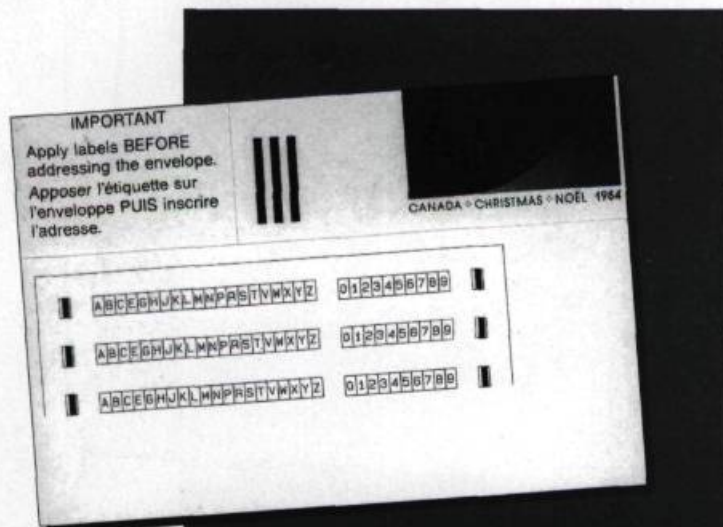 IMPORTANT
Apply labels BEFORE
addressing the envelope.
Apposer l'étiquette sur
l'enveloppe PUIS inscrire
l'adresse.
CANADA ⋄ CHRISTMAS ⋄ NOËL 1984
ABCEGHJKLMNPRSTVWXYZ 0123456789
ABCEGHJKLMNPRSTVWXYZ 0123456789
ABCEGHJKLMNPRSTVWXYZ 0123456789